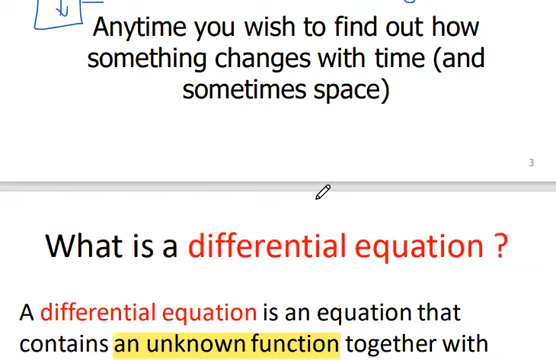 Anytime you wish to find out how
something changes with time (and
sometimes space)
3
What is a differential equation ?
A differential equation is an equation that
contains an unknown function together with